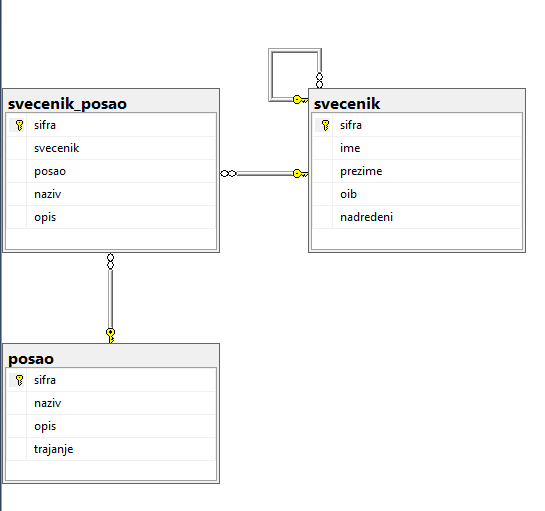 svecenik_posao
sifra
svecenik
posao
naziv
opis
svecenik
sifra
ime
prezime
oib
nadredeni
posao
sifra
naziv
opis
trajanje